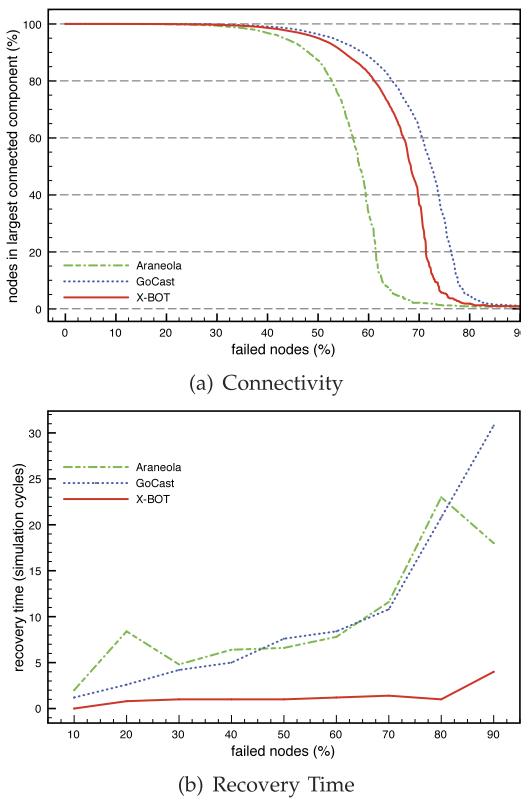 nodes in largest connected component (%)
100
80
60
40
20
0
Araneola
GoCast
X-BOT
0 10 20 30 40 50 60 70 80 90
failed nodes (%)
(a) Connectivity
recovery time (simulation cycles)
30
25
20
15
10
5
0
Araneola
GoCast
X-BOT
10 20 30 40 50 60 70 80 90
failed nodes (%)
(b) Recovery Time